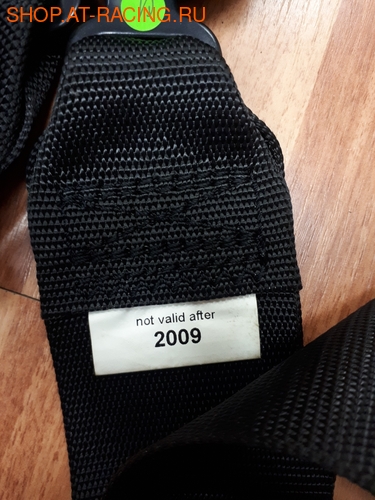 SHOP.AT-RACING.RU
not valid after
2009